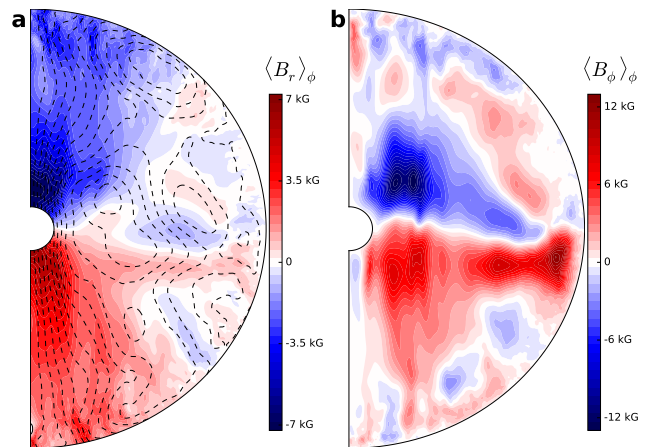 a
⟨B_r⟩_ϕ
7 kG
3.5 kG
0
-3.5 kG
-7 kG
b
⟨B_ϕ⟩_ϕ
12 kG
6 kG
0
-6 kG
-12 kG